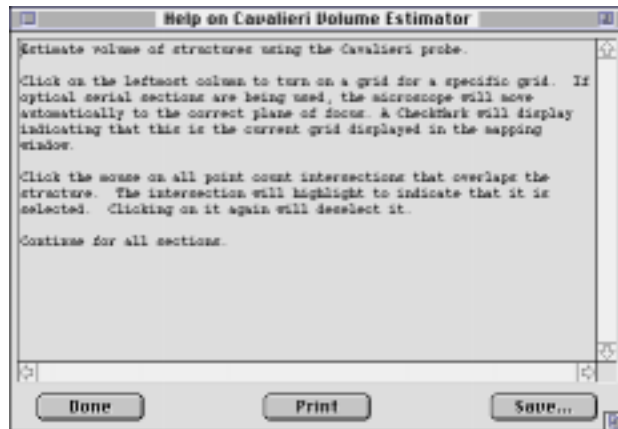 Help on Cavalieri Volume Estimator
Estimate volume of structures using the Cavalieri probe.
Click on the leftmost column to turn on a grid for a specific grid. If
optical serial sections are being used, the microscope will move
automatically to the correct plane of focus. A CheckMark will display
indicating that this is the current grid displayed in the mapping
window.
Click the mouse on all point count intersections that overlaps the
structure. The intersection will highlight to indicate that it is
selected. Clicking on it again will deselect it.
Continue for all sections.
Done Print Save...